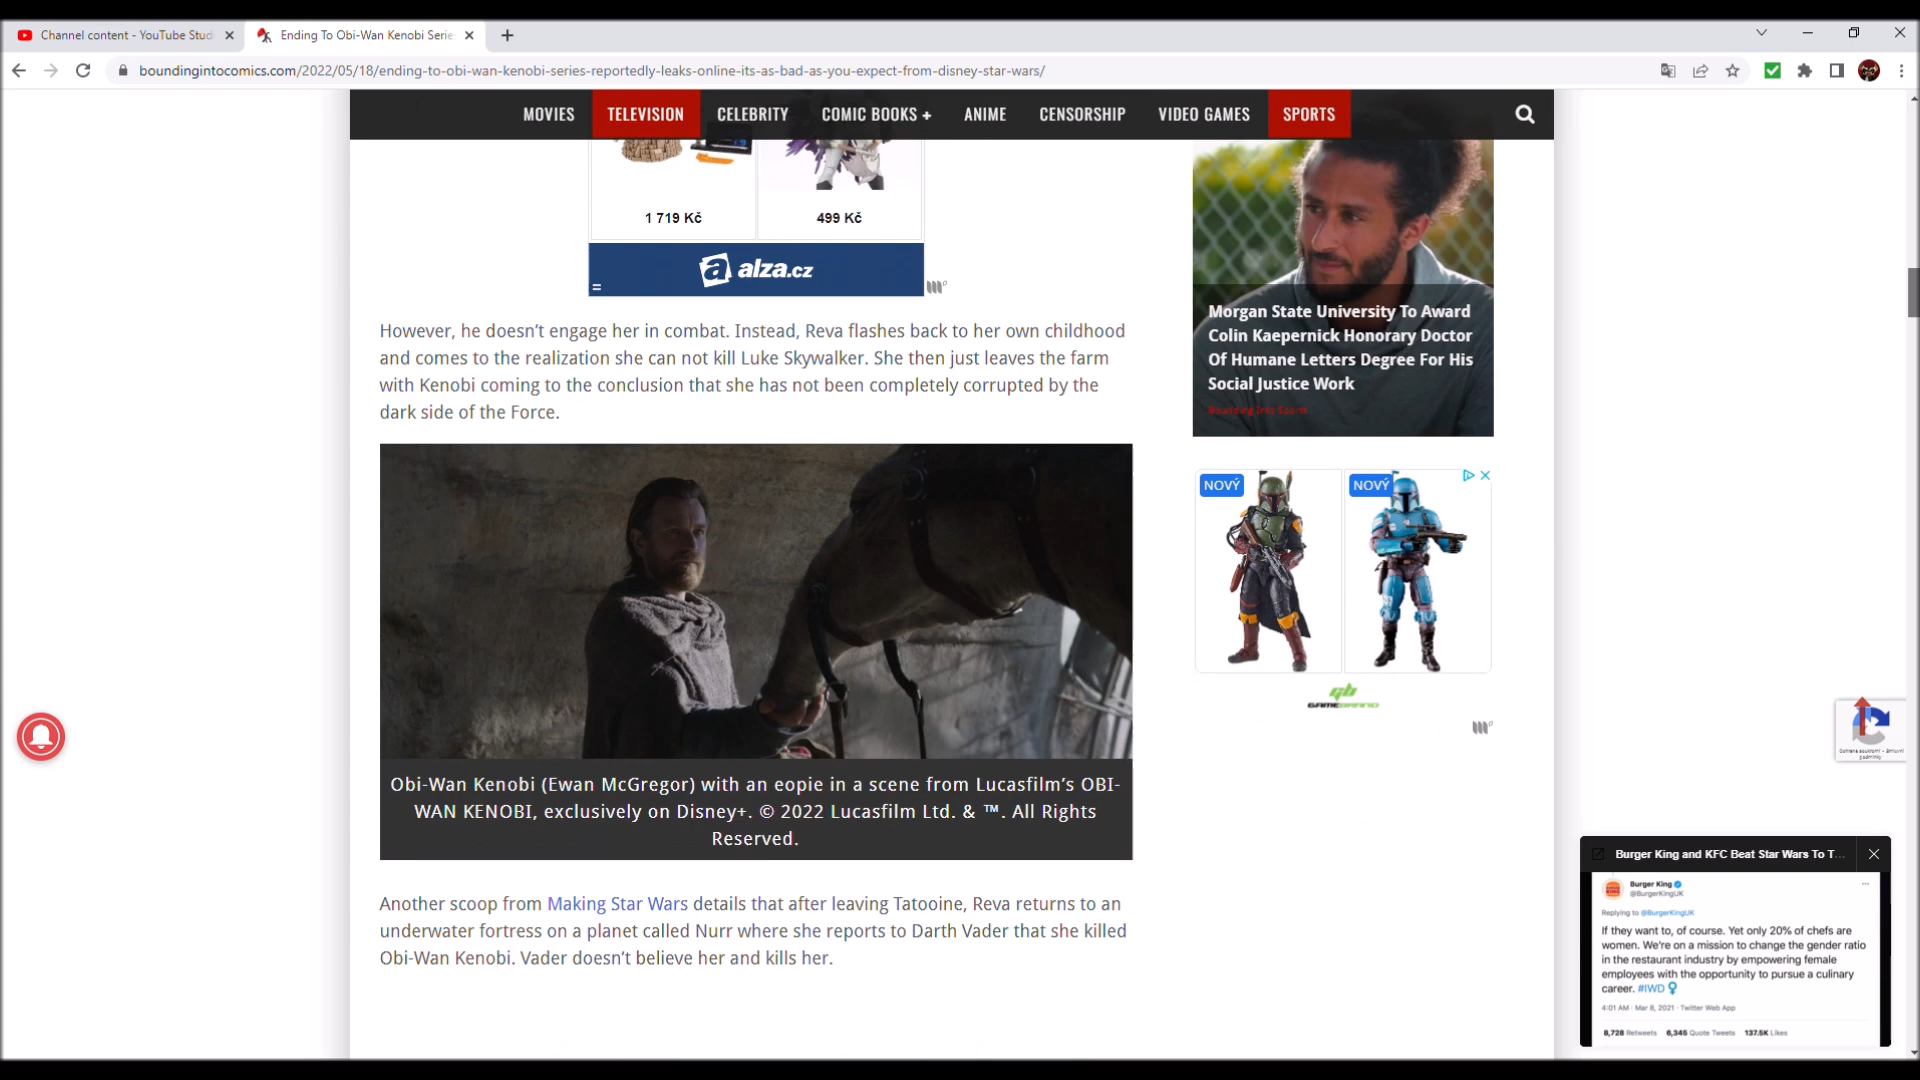 Channel content - YouTube Stud
Ending To Obi-Wan Kenobi Serie
boundingintocomics.com/2022/05/18/ending-to-obi-wan-kenobi-series-reportedly-leaks-online-its-as-bad-as-you-expect-from-disney-star-wars/
MOVIES TELEVISION CELEBRITY COMIC BOOKS + ANIME CENSORSHIP VIDEO GAMES SPORTS
1 719 Kč 499 Kč
a alza.cz
However, he doesn’t engage her in combat. Instead, Reva flashes back to her own childhood
and comes to the realization she can not kill Luke Skywalker. She then just leaves the farm
with Kenobi coming to the conclusion that she has not been completely corrupted by the
dark side of the Force.
Obi-Wan Kenobi (Ewan McGregor) with an eopie in a scene from Lucasfilm’s OBI-
WAN KENOBI, exclusively on Disney+. © 2022 Lucasfilm Ltd. & ™. All Rights
Reserved.
Another scoop from Making Star Wars details that after leaving Tatooine, Reva returns to an
underwater fortress on a planet called Nurr where she reports to Darth Vader that she killed
Obi-Wan Kenobi. Vader doesn’t believe her and kills her.
Morgan State University To Award
Colin Kaepernick Honorary Doctor
Of Humane Letters Degree For His
Social Justice Work
Bounding Into Sports
NOVÝ NOVÝ
gb
GAMEBRAND
Ochrana soukromí - Smluvní
podmínky
Burger King and KFC Beat Star Wars To T...
Burger King
@BurgerKingUK
Replying to @BurgerKingUK
If they want to, of course. Yet only 20% of chefs are
women. We're on a mission to change the gender ratio
in the restaurant industry by empowering female
employees with the opportunity to pursue a culinary
career. #IWD
4:01 AM · Mar 8, 2021 · Twitter Web App
8,728 Retweets 6,345 Quote Tweets 137.5K Likes